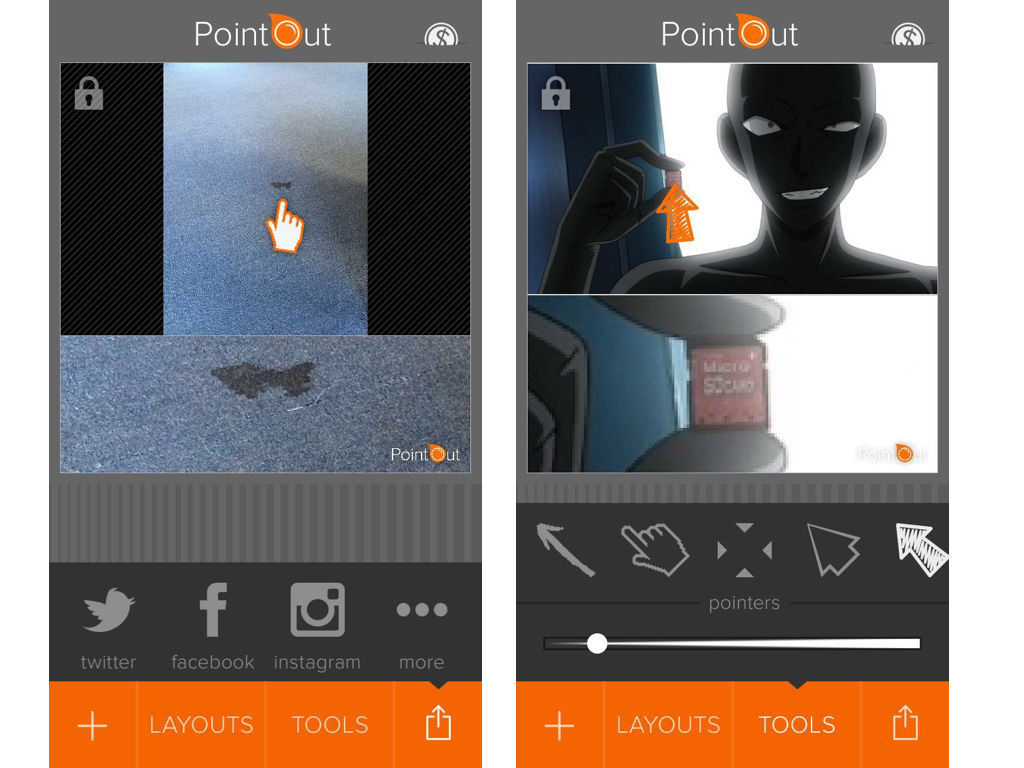 PointOut
PointOut
twitter
facebook
instagram
more
LAYOUTS
TOOLS
PointOut
PointOut
pointers
LAYOUTS
TOOLS